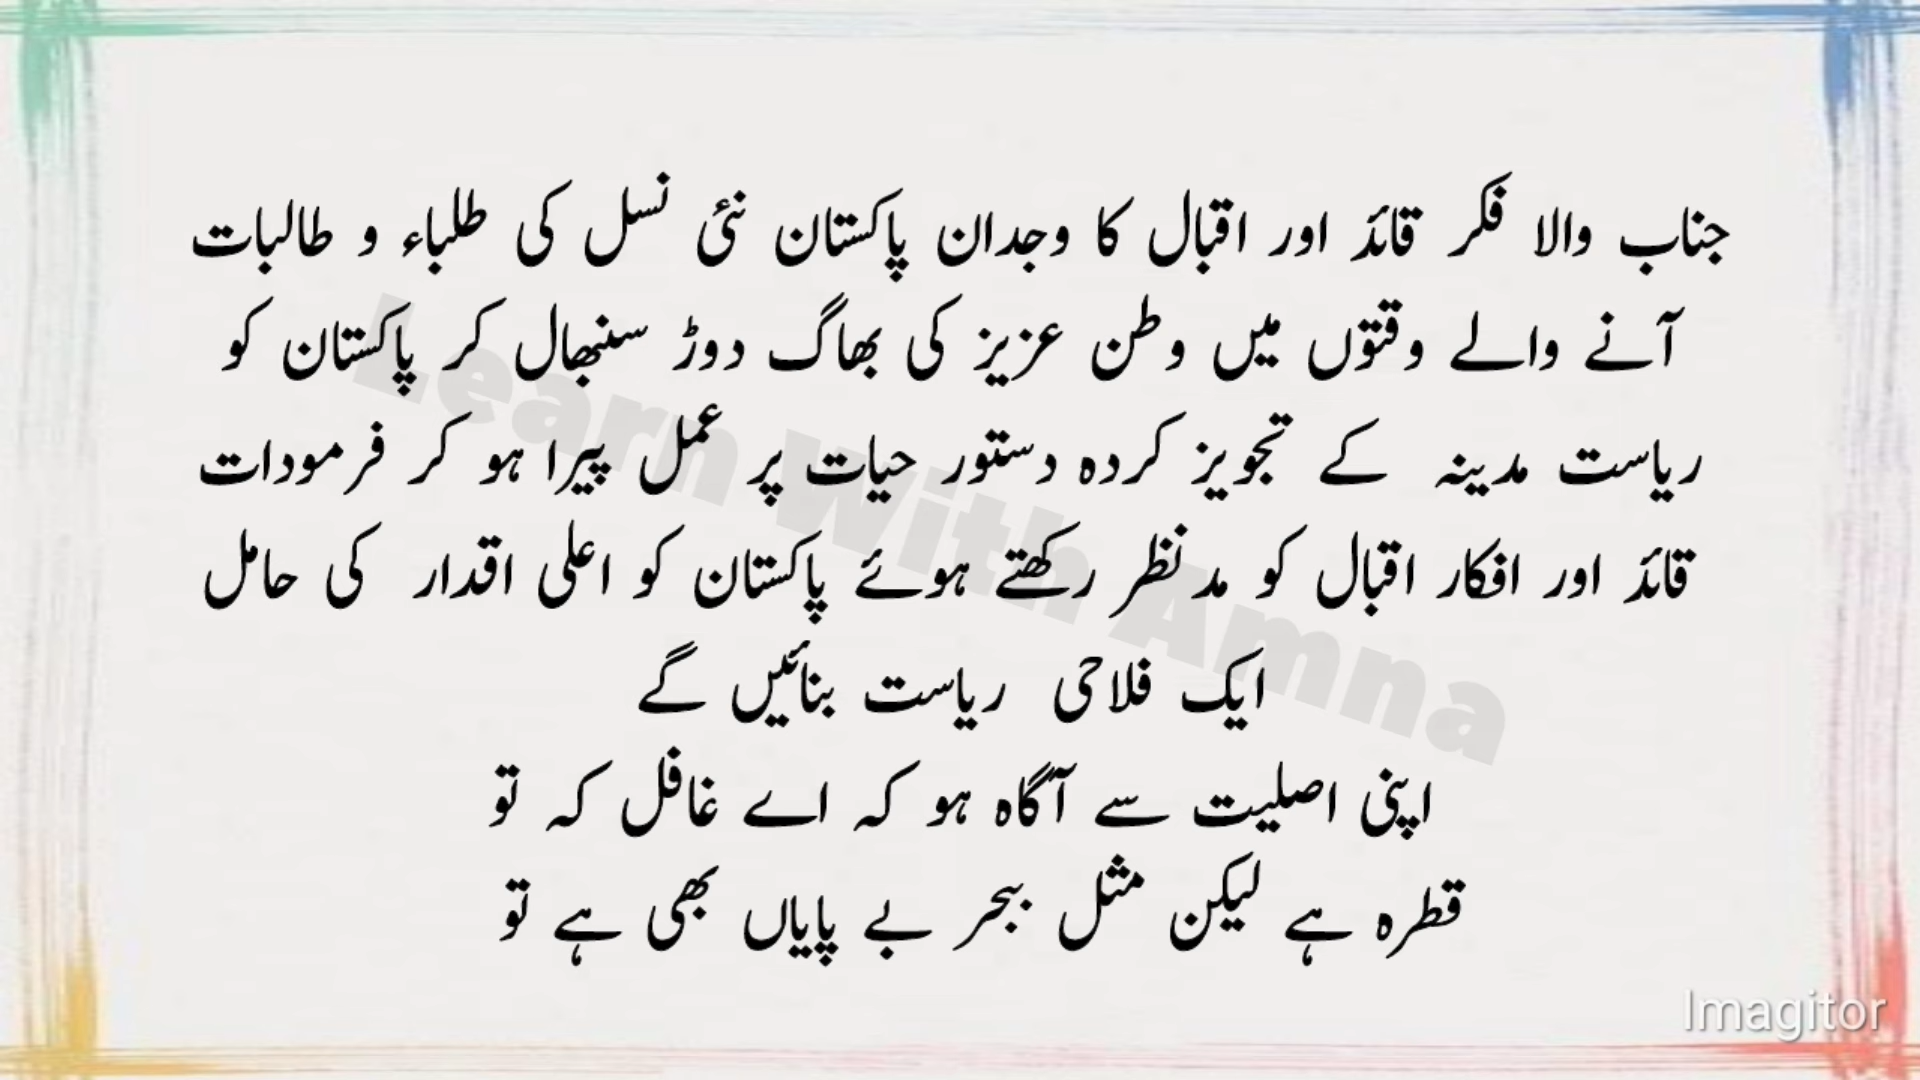 جناب والا فکر قائد اور اقبال کا وجدان پاکستان نئی نسل کی طلباء و طالبات
آنے والے وقتوں میں وطن عزیز کی بھاگ دوڑ سنبھال کر پاکستان کو
ریاست مدینہ کے تجویز کردہ دستور حیات پر عمل پیرا ہو کر فرمودات
قائد اور افکار اقبال کو مدنظر رکھتے ہوئے پاکستان کو اعلی اقدار کی حامل
ایک فلاحی ریاست بنائیں گے
اپنی اصلیت سے آگاہ ہو کہ اے غافل کہ تو
قطرہ ہے لیکن مثل بحر بے پایاں بھی ہے تو
Learn With Amna
Imagitor